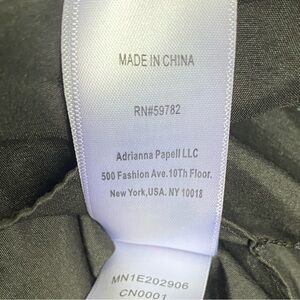 MADE IN CHINA
RN#59782
Adrianna Papell LLC
500 Fashion Ave.10Th Floor.
New York,USA. NY 10018
MN1E202906
CN0001